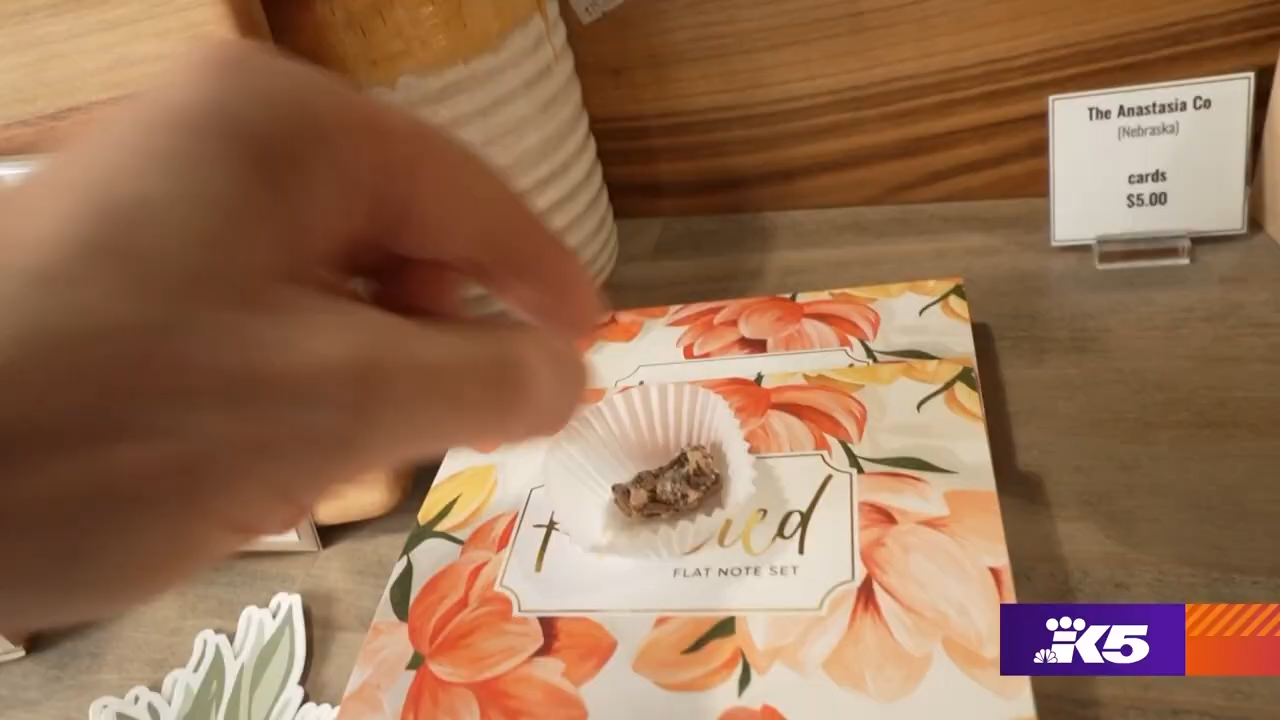 The Anastasia Co
(Nebraska)
cards
$5.00
FLAT NOTE SET
K5